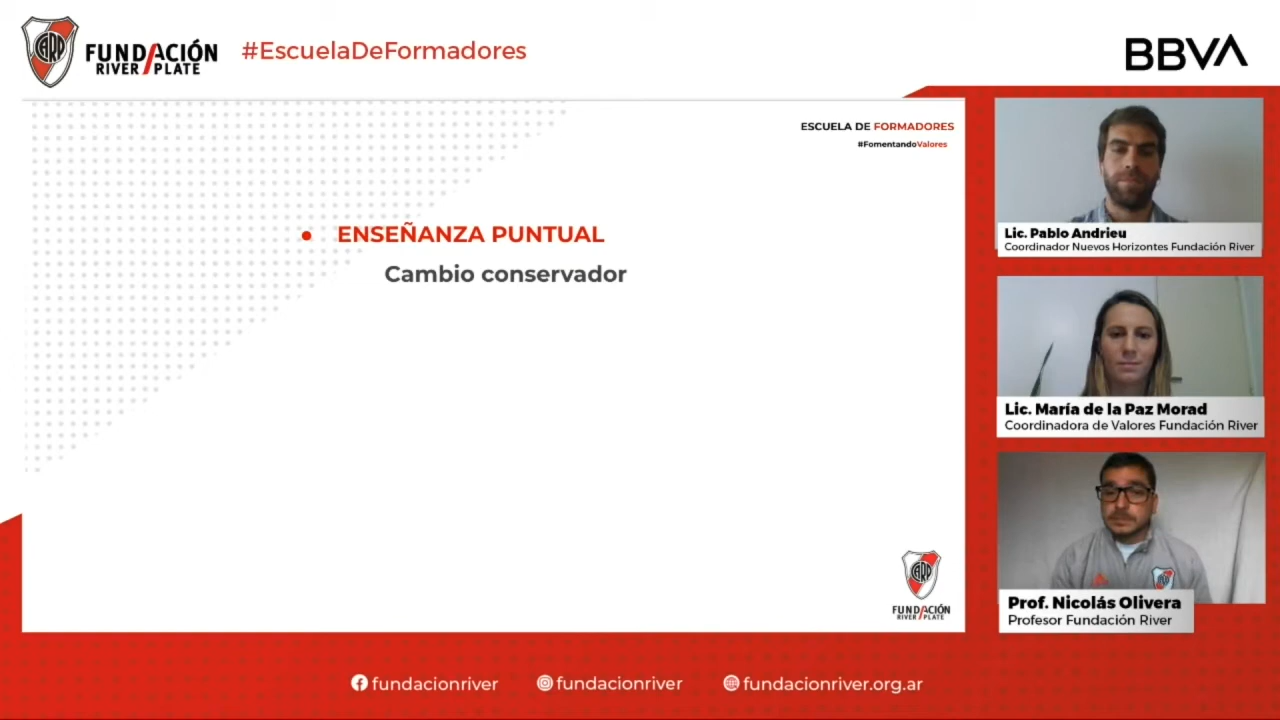 CARP
FUNDACIÓN
RIVER PLATE
#EscuelaDeFormadores
BBVA
ESCUELA DE FORMADORES
#FomentandoValores
• ENSEÑANZA PUNTUAL
Cambio conservador
CARP
FUNDACIÓN
RIVER PLATE
Lic. Pablo Andrieu
Coordinador Nuevos Horizontes Fundación River
Lic. María de la Paz Morad
Coordinadora de Valores Fundación River
Prof. Nicolás Olivera
Profesor Fundación River
fundacionriver
fundacionriver
fundacionriver.org.ar